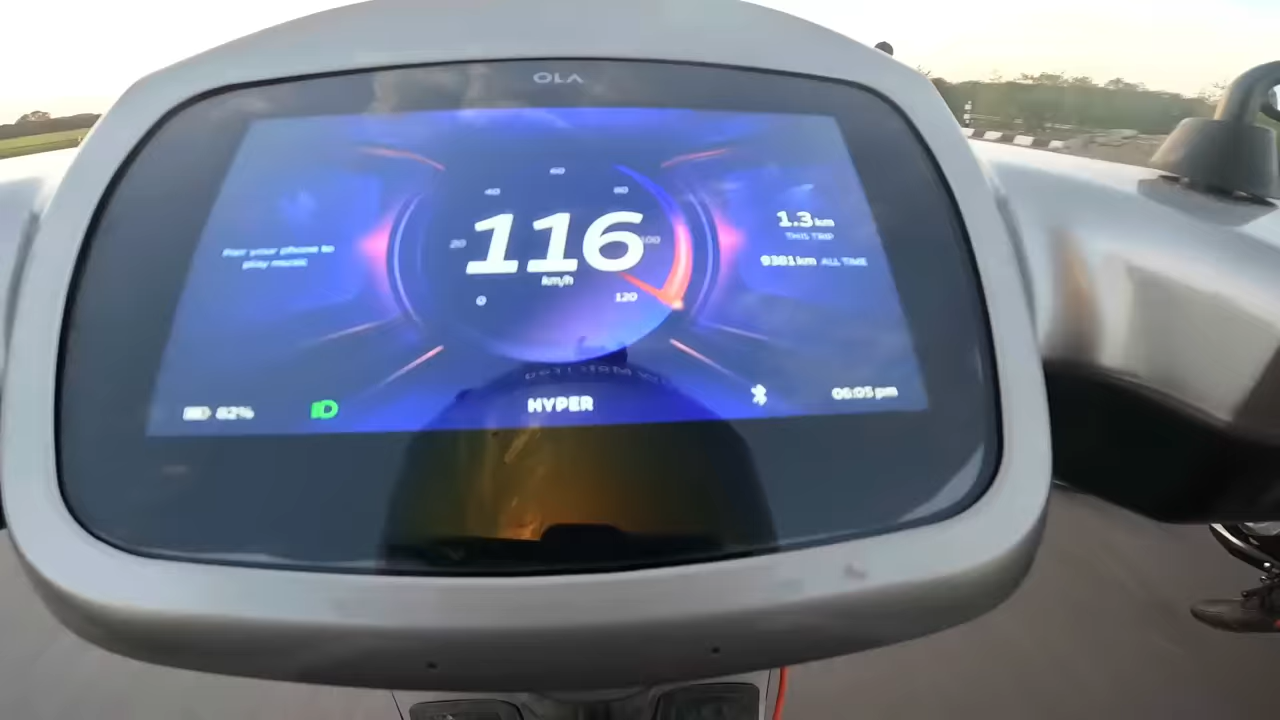 OLA
60
40
80
116
20
100
km/h
0
120
Pair your phone to
play music
1.3 km
THIS TRIP
9381 km ALL TIME
82%
HYPER
06:05 pm